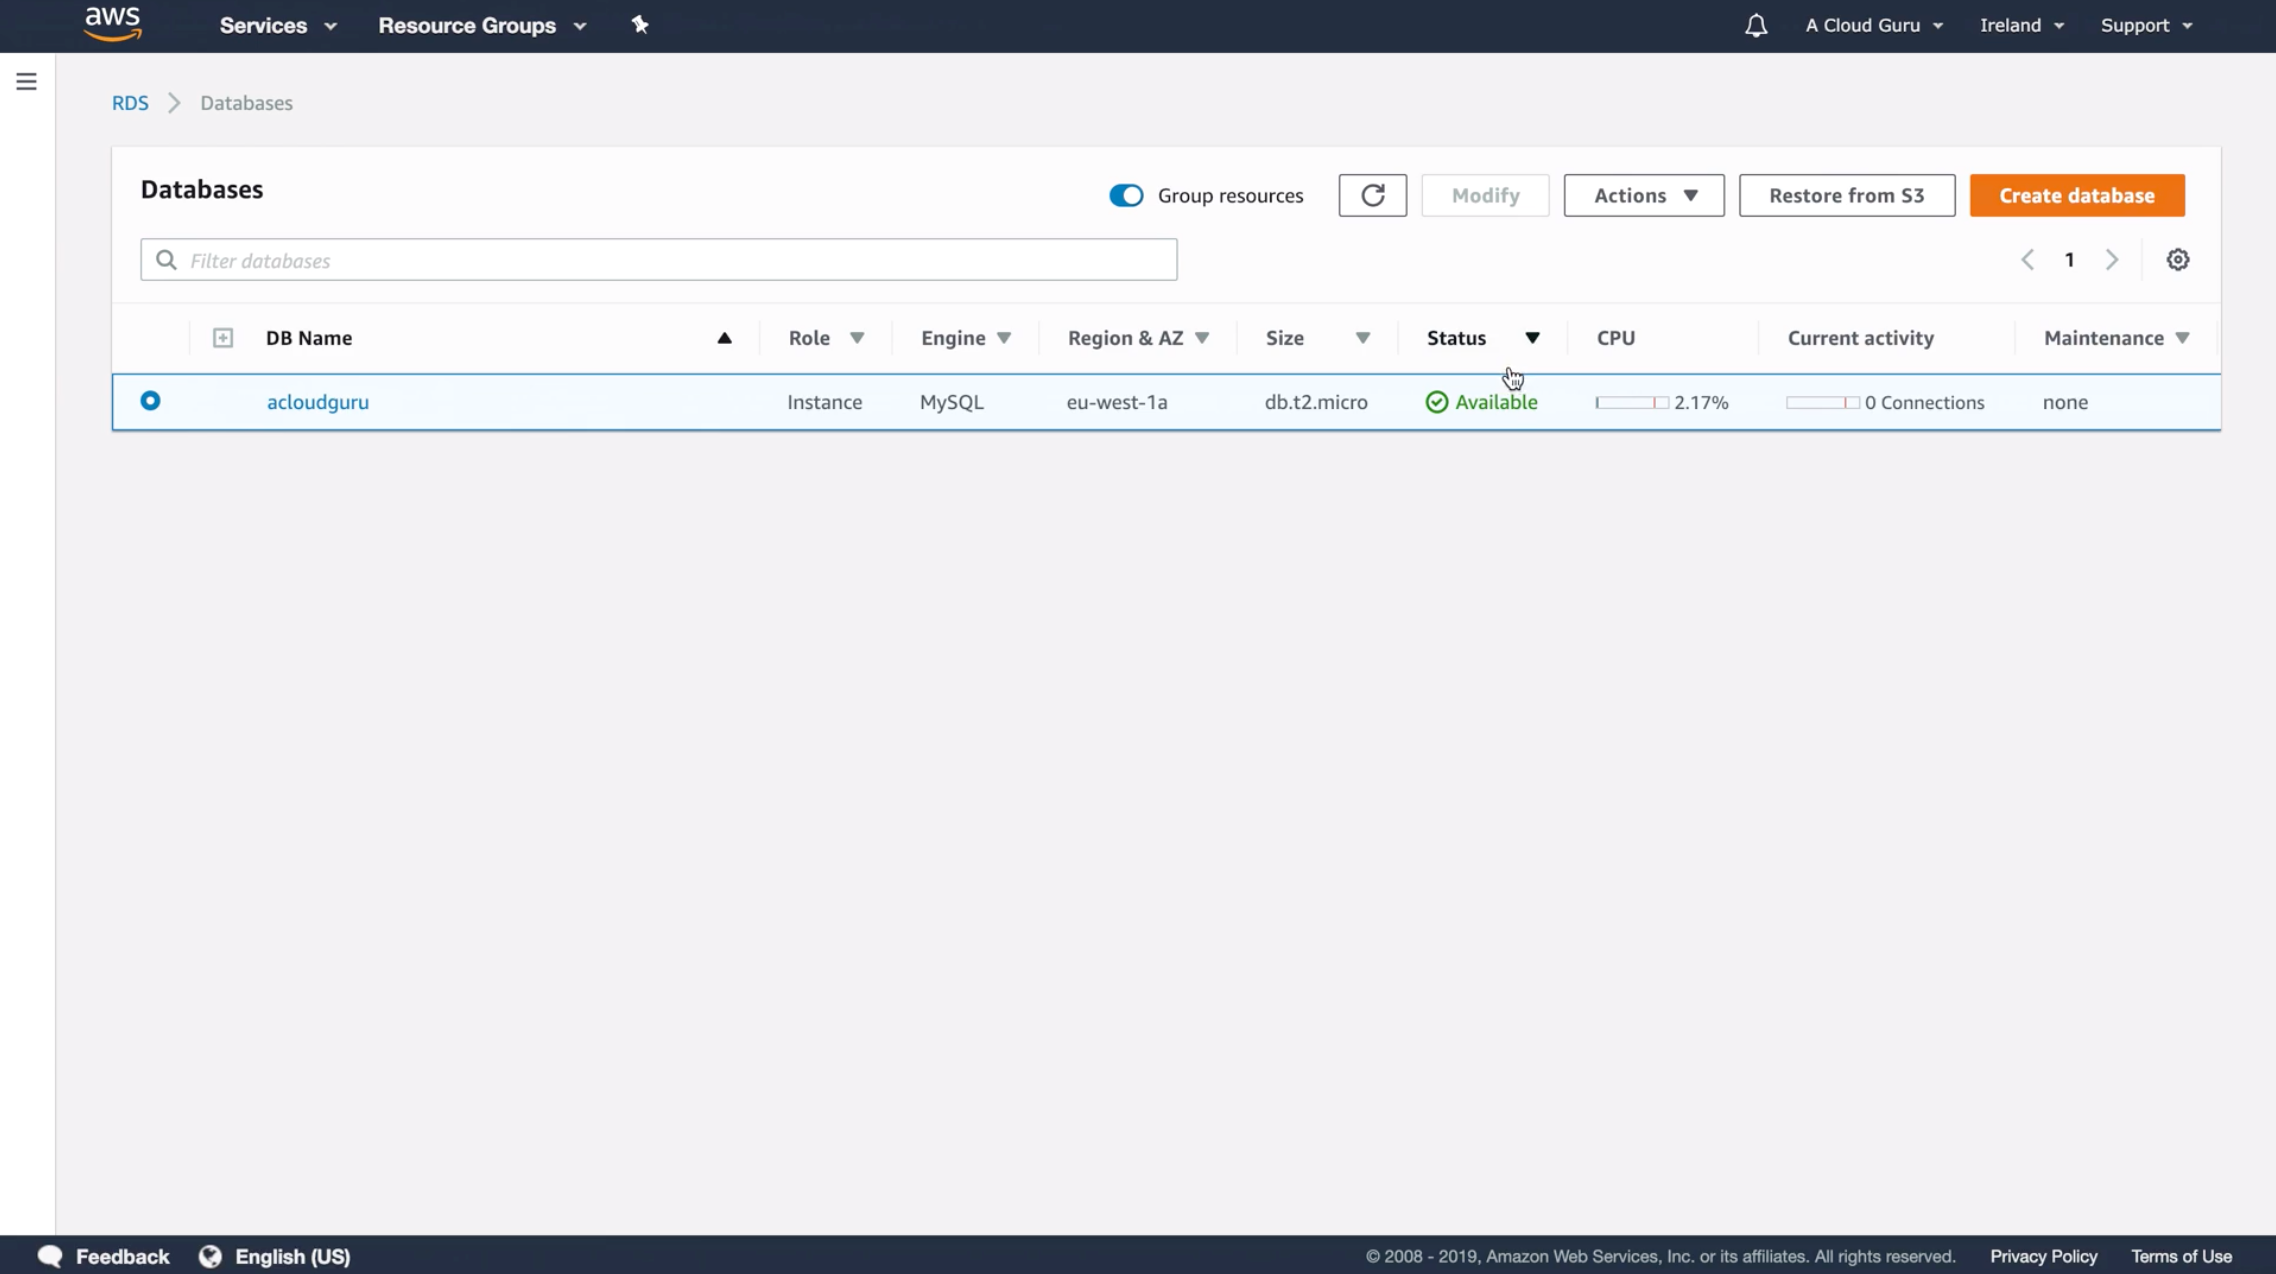 aws Services Resource Groups A Cloud Guru Ireland Support
RDS Databases
Databases Group resources Modify Actions Restore from S3 Create database
Filter databases 1
DB Name Role Engine Region & AZ Size Status CPU Current activity Maintenance
acloudguru Instance MySQL eu-west-1a db.t2.micro Available 2.17% 0 Connections none
Feedback English (US) © 2008 - 2019, Amazon Web Services, Inc. or its affiliates. All rights reserved. Privacy Policy Terms of Use